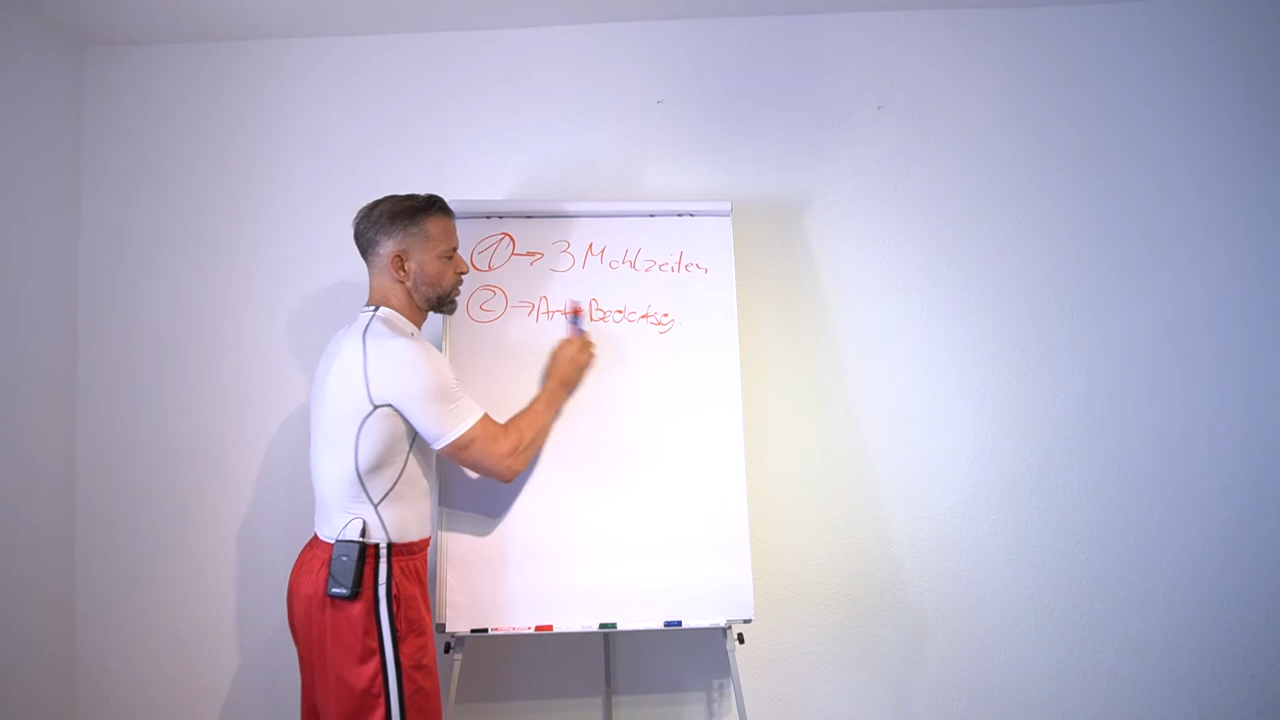 ① → 3 Mahlzeiten
② → Art